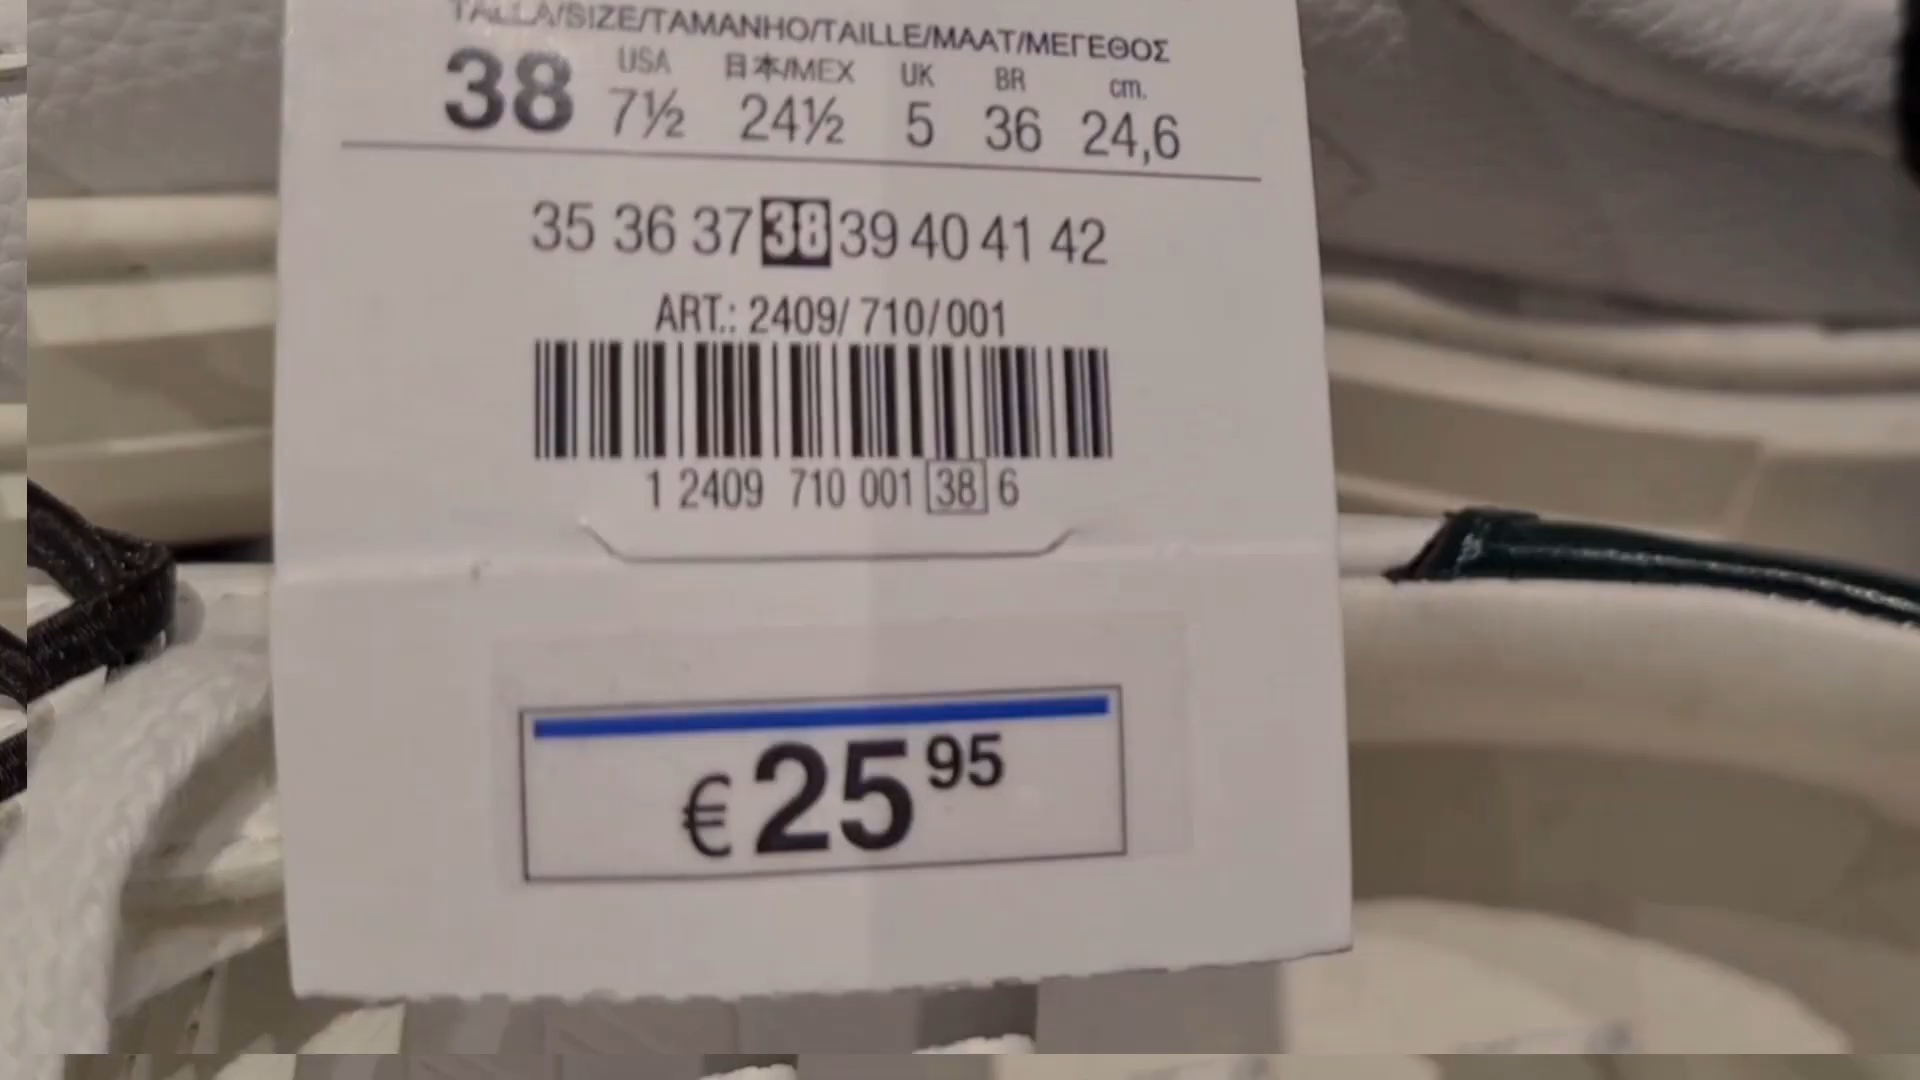 TALLA/SIZE/TAMANHO/TAILLE/MAAT/ΜΕΓΕΘΟΣ
USA 日本/MEX UK BR cm.
38 7½ 24½ 5 36 24,6
35 36 37 38 39 40 41 42
ART.: 2409/ 710/ 001
1 2409 710 001 38 6
€ 25 95